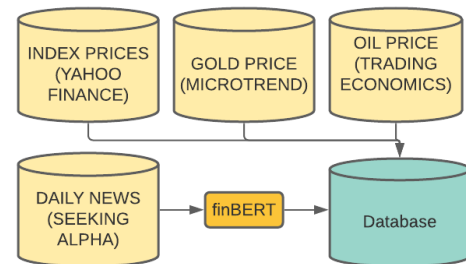 INDEX PRICES
(YAHOO
FINANCE)
GOLD PRICE
(MICROTREND)
OIL PRICE
(TRADING
ECONOMICS)
DAILY NEWS
(SEEKING
ALPHA)
finBERT
Database